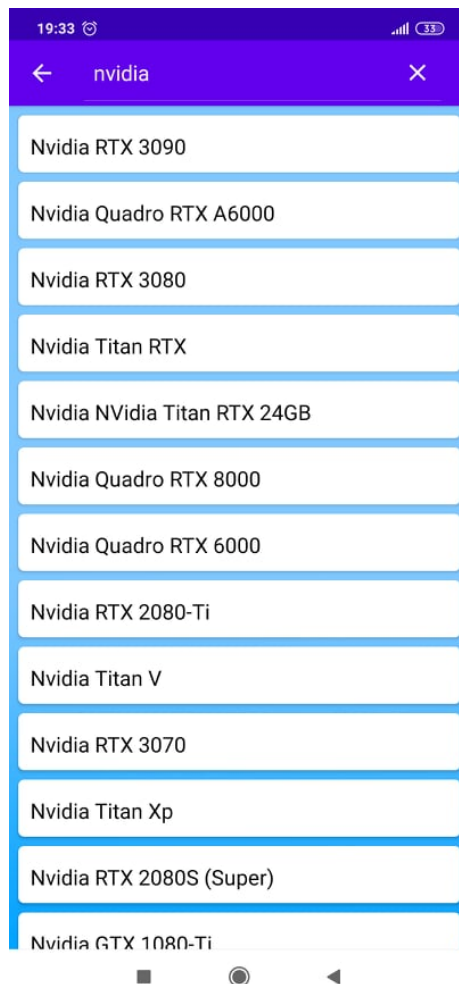 19:33
33
nvidia
Nvidia RTX 3090
Nvidia Quadro RTX A6000
Nvidia RTX 3080
Nvidia Titan RTX
Nvidia NVidia Titan RTX 24GB
Nvidia Quadro RTX 8000
Nvidia Quadro RTX 6000
Nvidia RTX 2080-Ti
Nvidia Titan V
Nvidia RTX 3070
Nvidia Titan Xp
Nvidia RTX 2080S (Super)
Nvidia GTX 1080-Ti